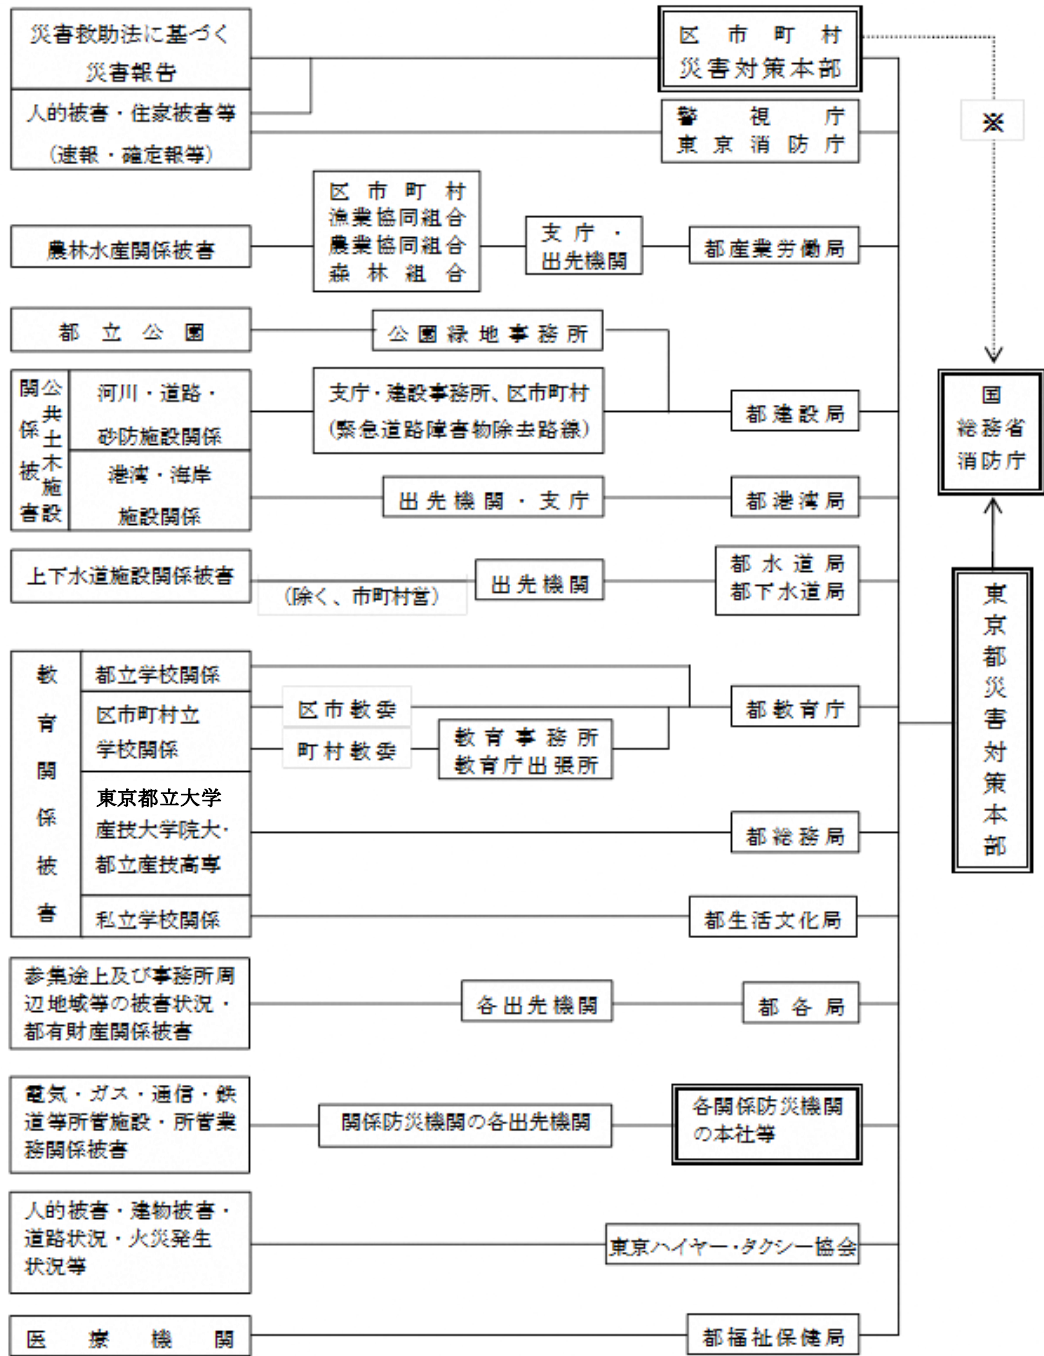 災害救助法に基づく
災害報告
人的被害・住家被害等
(速報・確定報等)
区市町村
災害対策本部
警視庁
東京消防庁
※
農林水産関係被害
区市町村
漁業協同組合
農業協同組合
森林組合
支庁・
出先機関
都産業労働局
都立公園
公園緑地事務所
公共土木施設
関係被害
河川・道路・
砂防施設関係
支庁・建設事務所、区市町村
(緊急道路障害物除去路線)
都建設局
国
総務省
消防庁
港湾・海岸
施設関係
出先機関・支庁
都港湾局
上下水道施設関係被害
(除く、市町村営)
出先機関
都水道局
都下水道局
東京都災害対策本部
教育関係被害
都立学校関係
区市町村立
学校関係
区市教委
町村教委
教育事務所
教育庁出張所
都教育庁
東京都立大学
産技大学院大・
都立産技高専
都総務局
私立学校関係
都生活文化局
参集途上及び事務所周
辺地域等の被害状況・
都有財産関係被害
各出先機関
都各局
電気・ガス・通信・鉄
道等所管施設・所管業
務関係被害
関係防災機関の各出先機関
各関係防災機関
の本社等
人的被害・建物被害・
道路状況・火災発生
状況等
東京ハイヤー・タクシー協会
医療機関
都福祉保健局